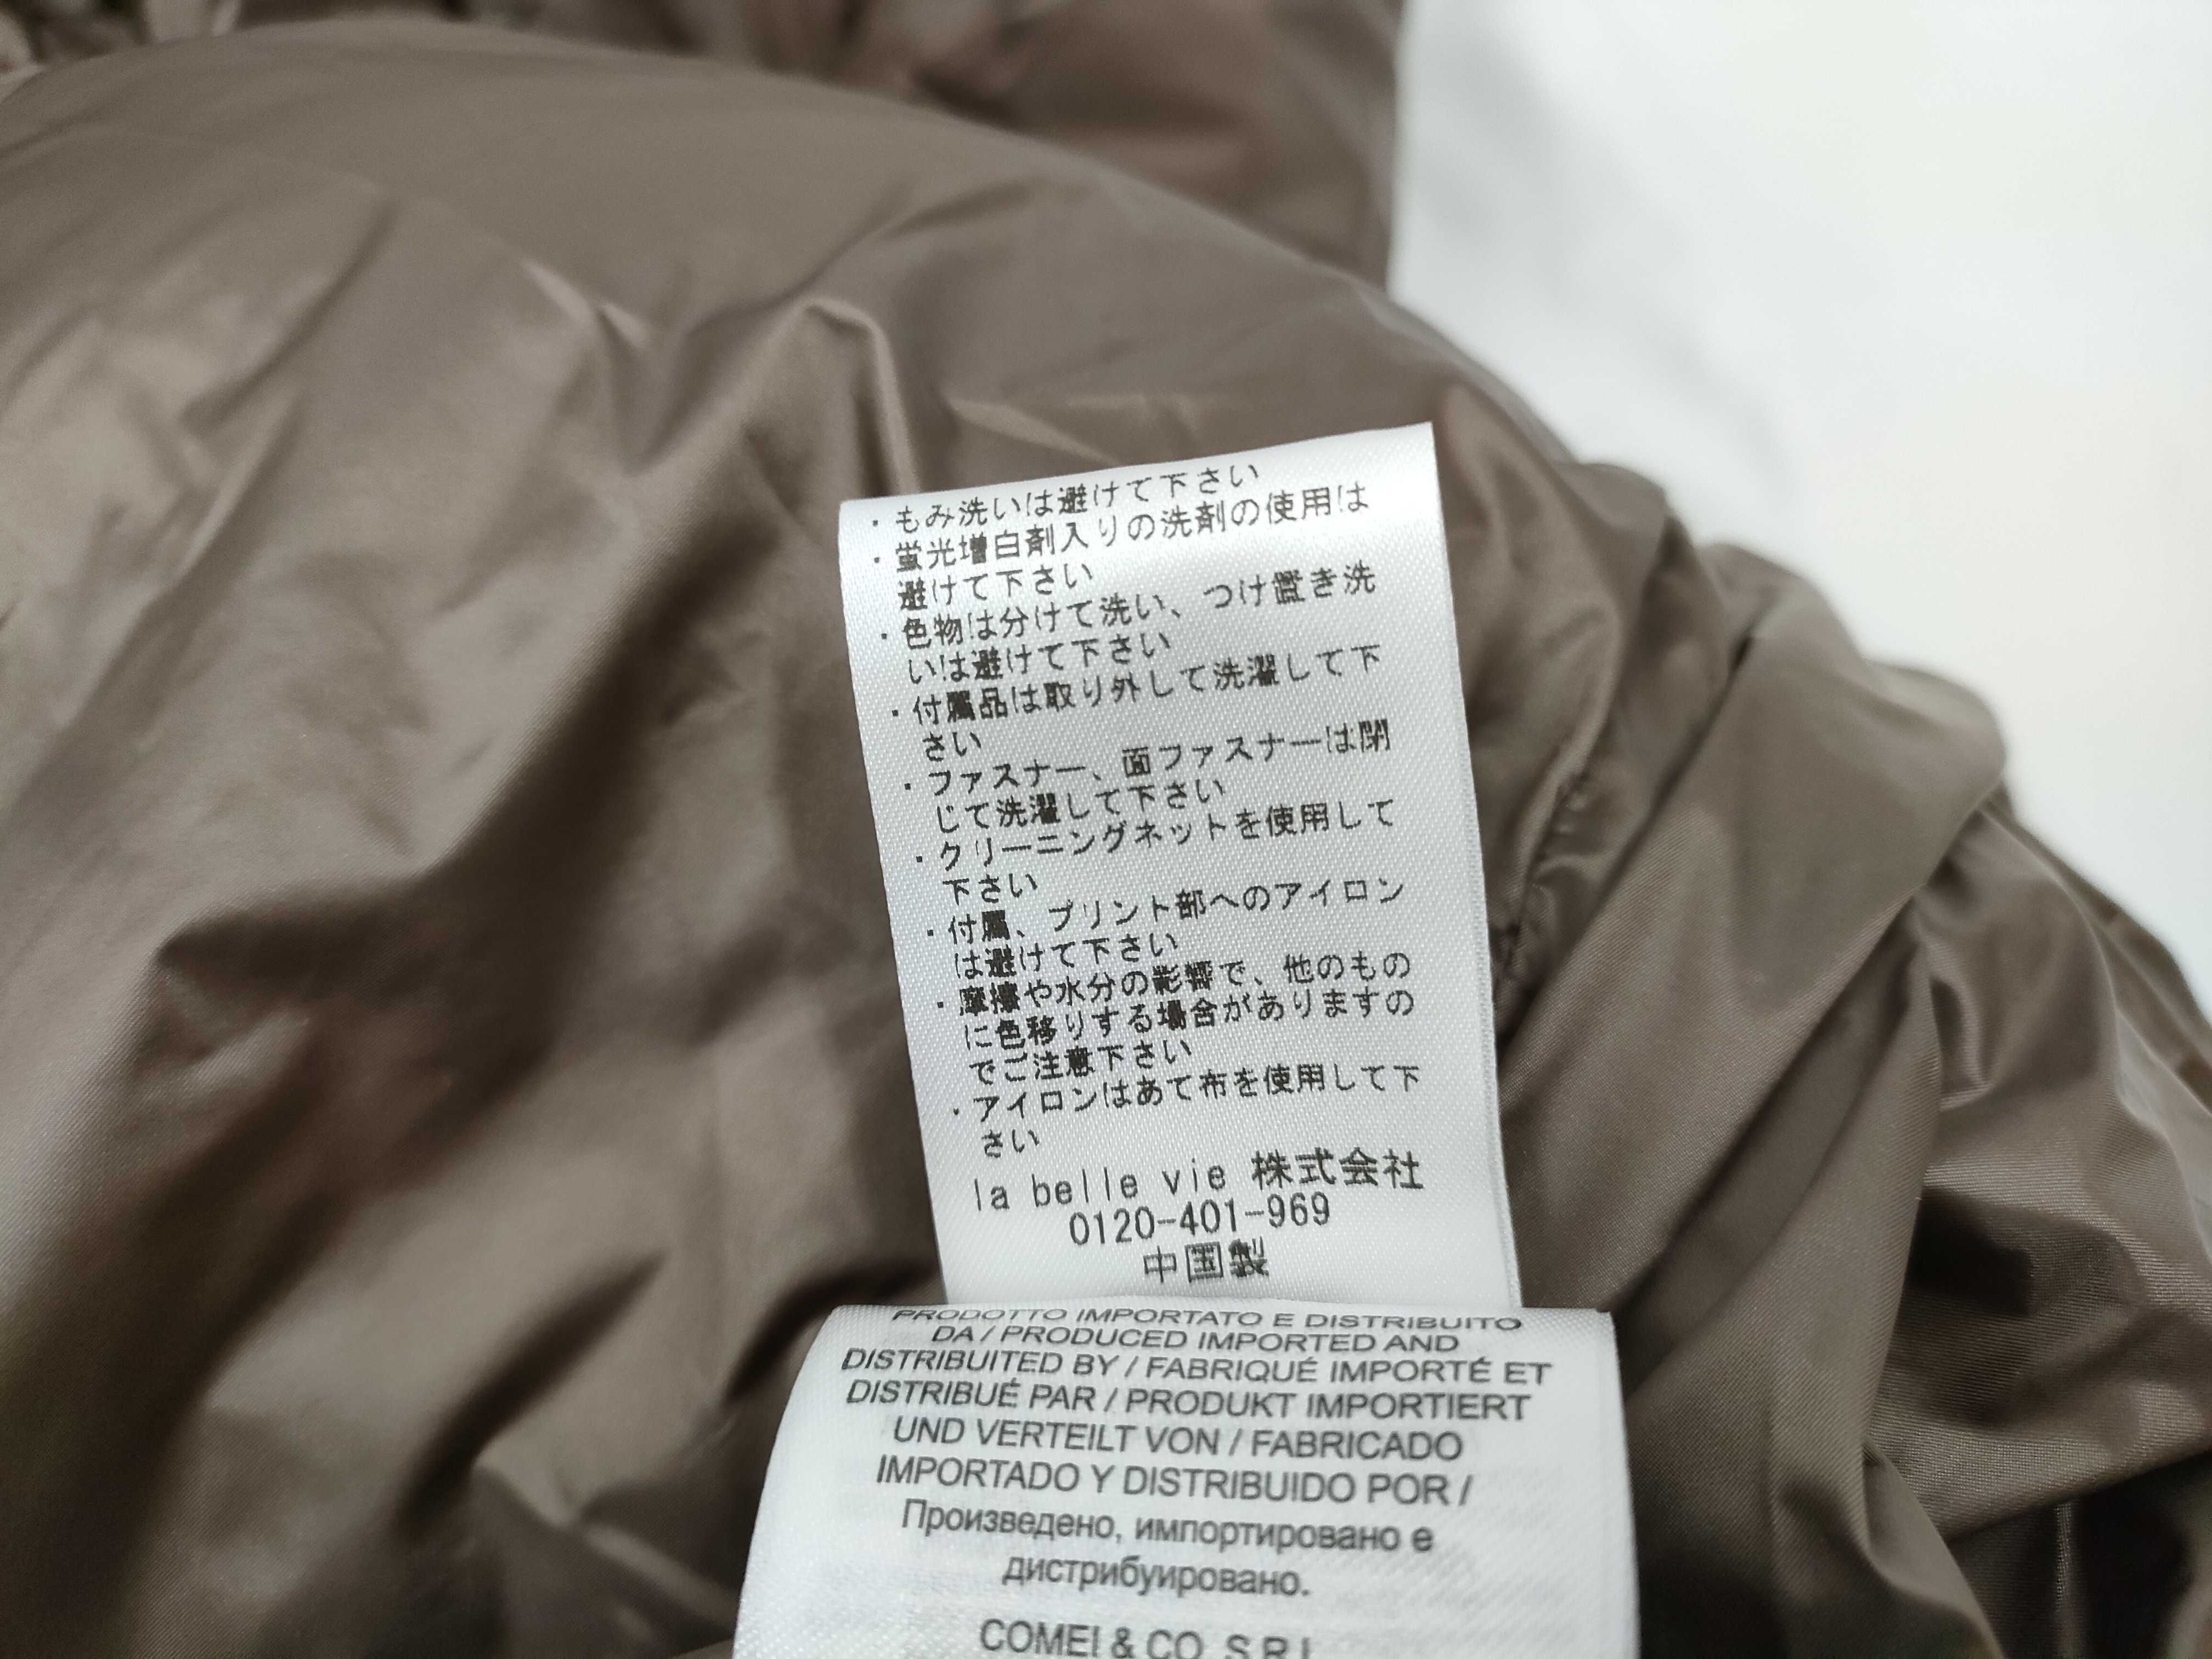 ・もみ洗いは避けて下さい
・蛍光増白剤入りの洗剤の使用は
避けて下さい
・色物は分けて洗い、つけ置き洗
いは避けて下さい
・付属品は取り外して洗濯して下
さい
・ファスナー、面ファスナーは閉
じて洗濯して下さい
・クリーニングネットを使用して
下さい
・付属、プリント部へのアイロン
は避けて下さい
・摩擦や水分の影響で、他のもの
に色移りする場合がありますの
でご注意下さい
・アイロンはあて布を使用して下
さい
la belle vie 株式会社
0120-401-969
中国製
PRODOTTO IMPORTATO E DISTRIBUITO
DA / PRODUCED IMPORTED AND
DISTRIBUITED BY / FABRIQUÉ IMPORTÉ ET
DISTRIBUÉ PAR / PRODUKT IMPORTIERT
UND VERTEILT VON / FABRICADO
IMPORTADO Y DISTRIBUIDO POR /
Произведено, импортировано е
дистрибуировано.
COMEI & CO. S.R.L.